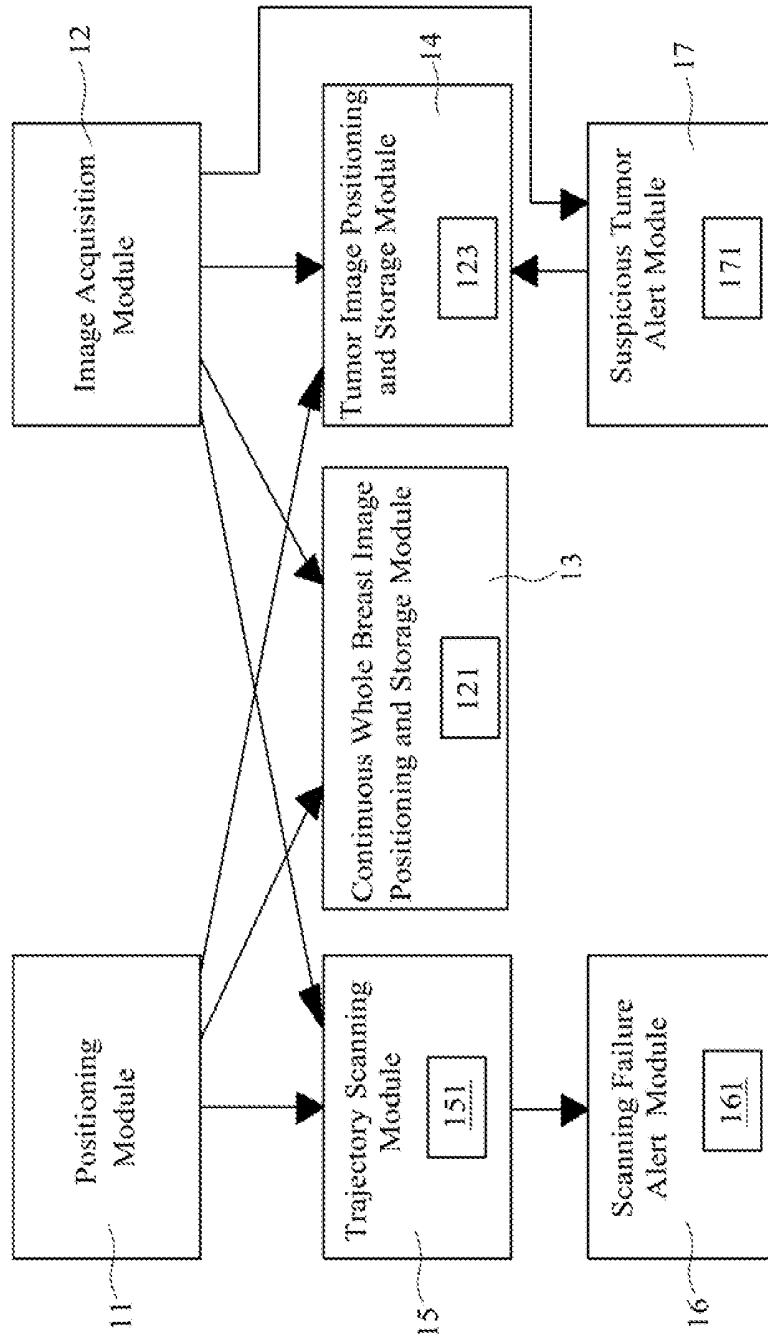 11
Positioning
Module
12
Image Acquisition
Module
15
Trajectory Scanning
Module
151
13
Continuous Whole Breast Image
Positioning and Storage Module
121
14
Tumor Image Positioning
and Storage Module
123
16
Scanning Failure
Alert Module
161
17
Suspicious Tumor
Alert Module
171